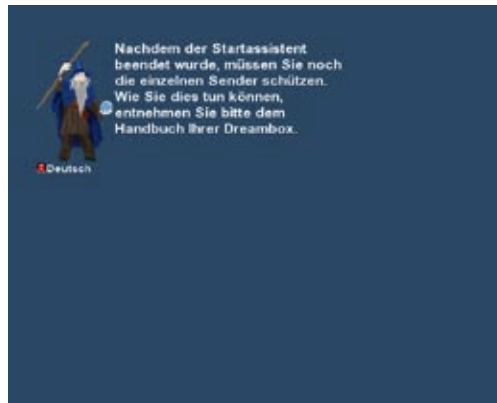 Nachdem der Startassistent
beendet wurde, müssen Sie noch
die einzelnen Sender schützen.
Wie Sie dies tun können,
entnehmen Sie bitte dem
Handbuch Ihrer Dreambox.
Deutsch